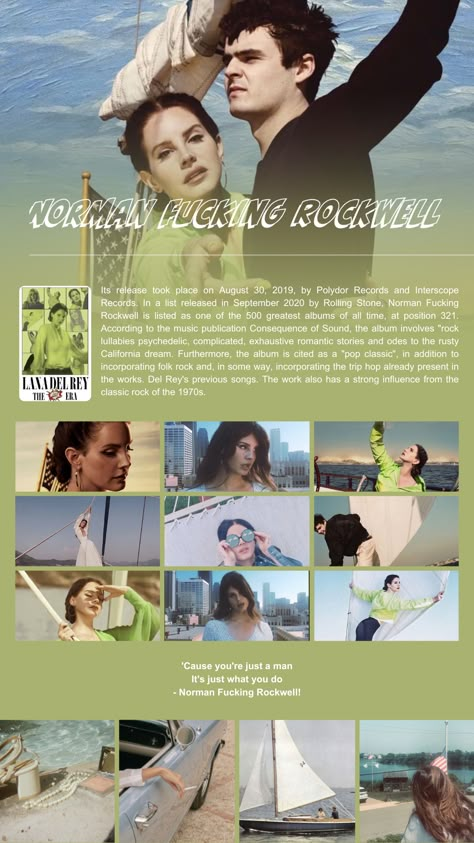 NORMAN FUCKING ROCKWELL
Its release took place on August 30, 2019, by Polydor Records and Interscope
Records. In a list released in September 2020 by Rolling Stone, Norman Fucking
Rockwell is listed as one of the 500 greatest albums of all time, at position 321.
According to the music publication Consequence of Sound, the album involves "rock
lullabies psychedelic, complicated, exhaustive romantic stories and odes to the rusty
California dream. Furthermore, the album is cited as a "pop classic", in addition to
incorporating folk rock and, in some way, incorporating the trip hop already present in
the works. Del Rey's previous songs. The work also has a strong influence from the
classic rock of the 1970s.
LANA DEL REY
THE ERA
'Cause you're just a man
It's just what you do
- Norman Fucking Rockwell!